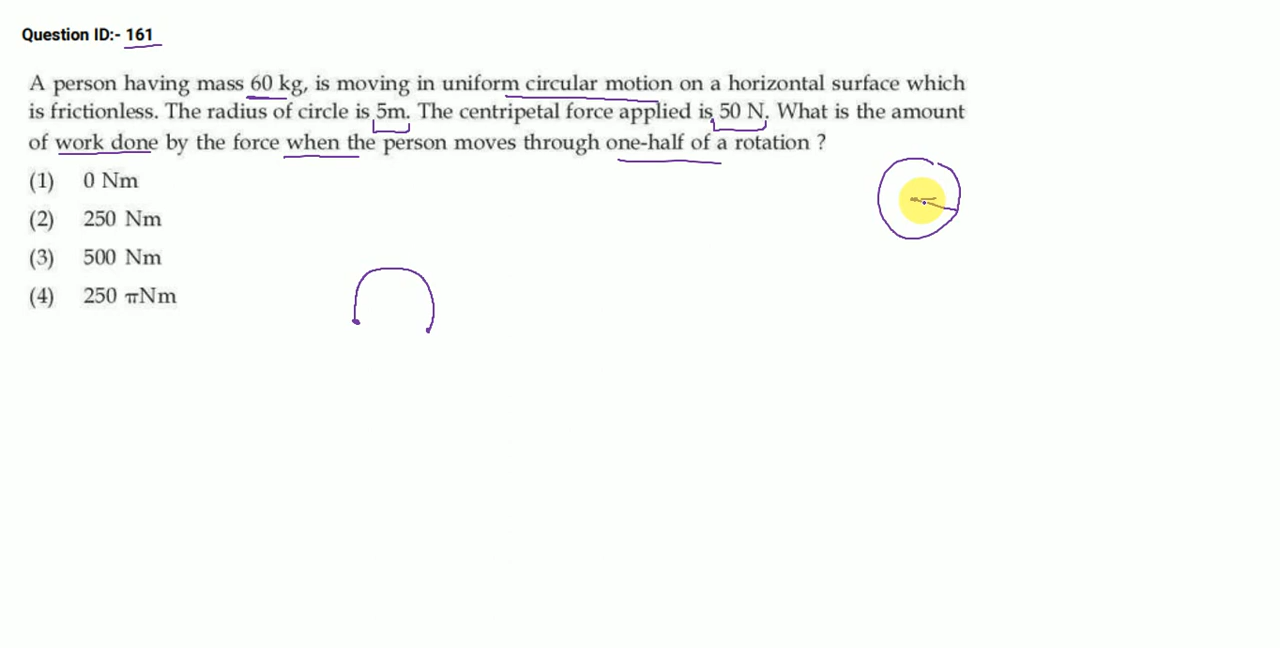 Question ID:- 161
A person having mass 60 kg, is moving in uniform circular motion on a horizontal surface which
is frictionless. The radius of circle is 5m. The centripetal force applied is 50 N. What is the amount
of work done by the force when the person moves through one-half of a rotation ?
(1) 0 Nm
(2) 250 Nm
(3) 500 Nm
(4) 250 πNm